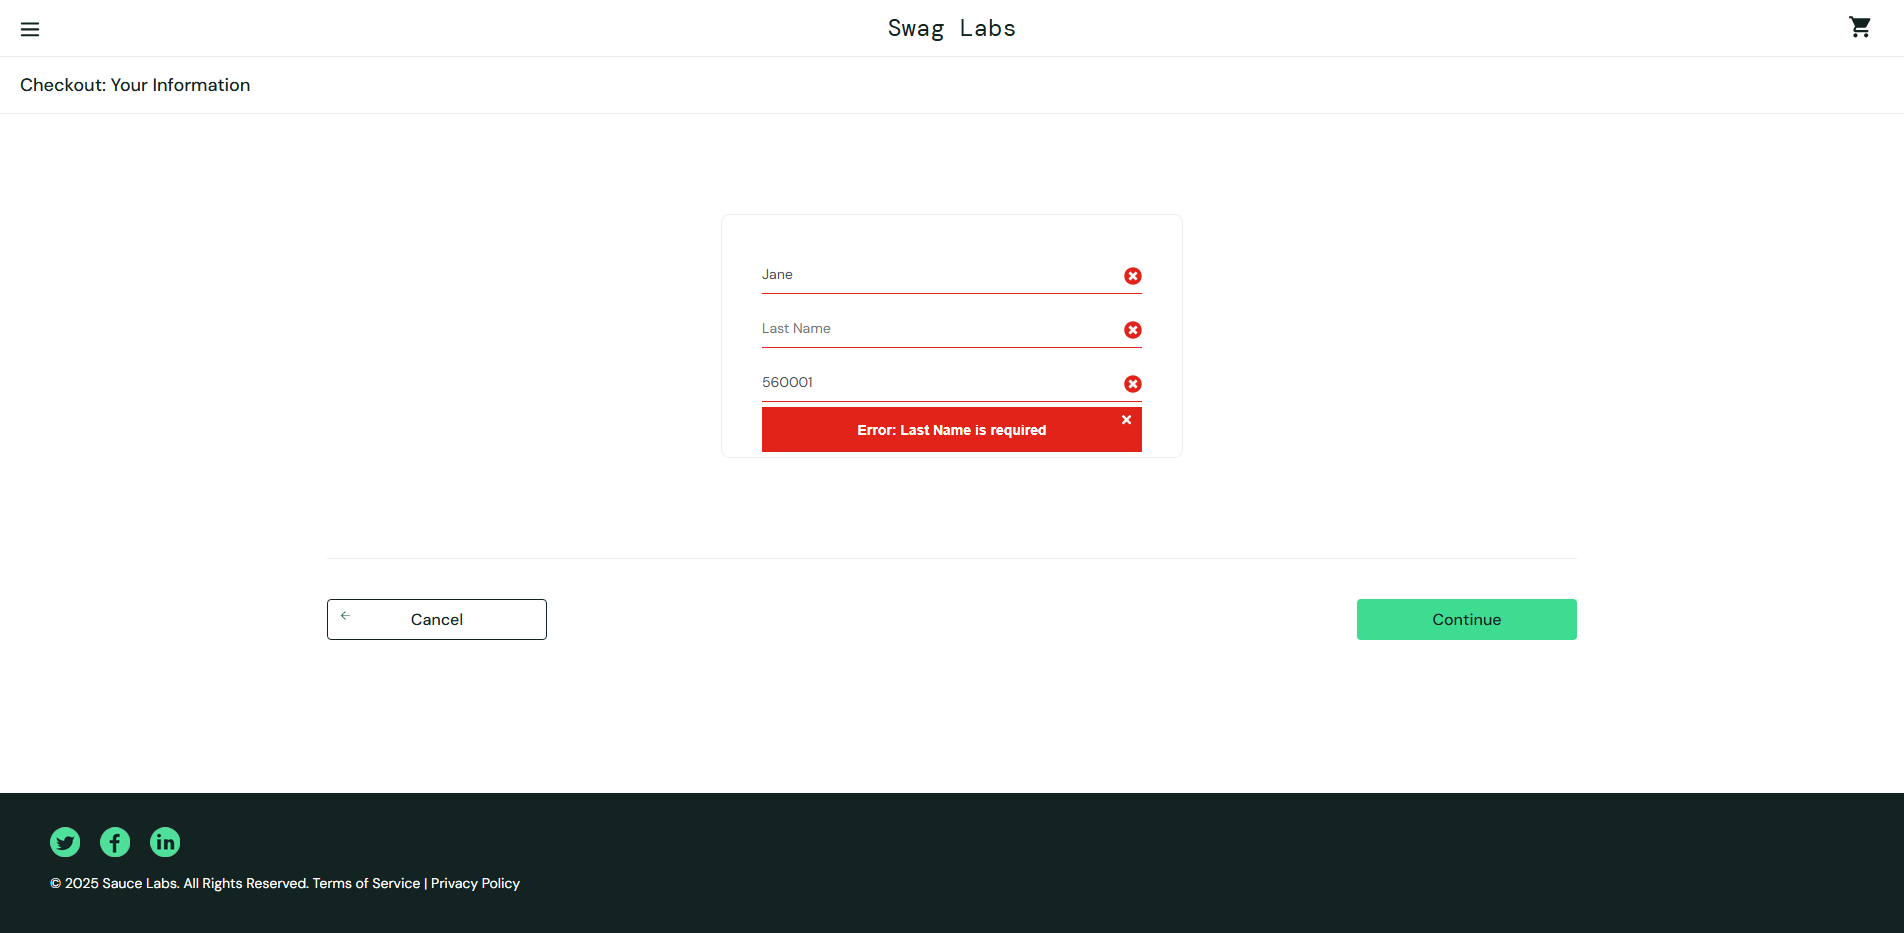 Swag Labs
Checkout: Your Information
Jane
Last Name
560001
Error: Last Name is required
Cancel
Continue
© 2025 Sauce Labs. All Rights Reserved. Terms of Service | Privacy Policy